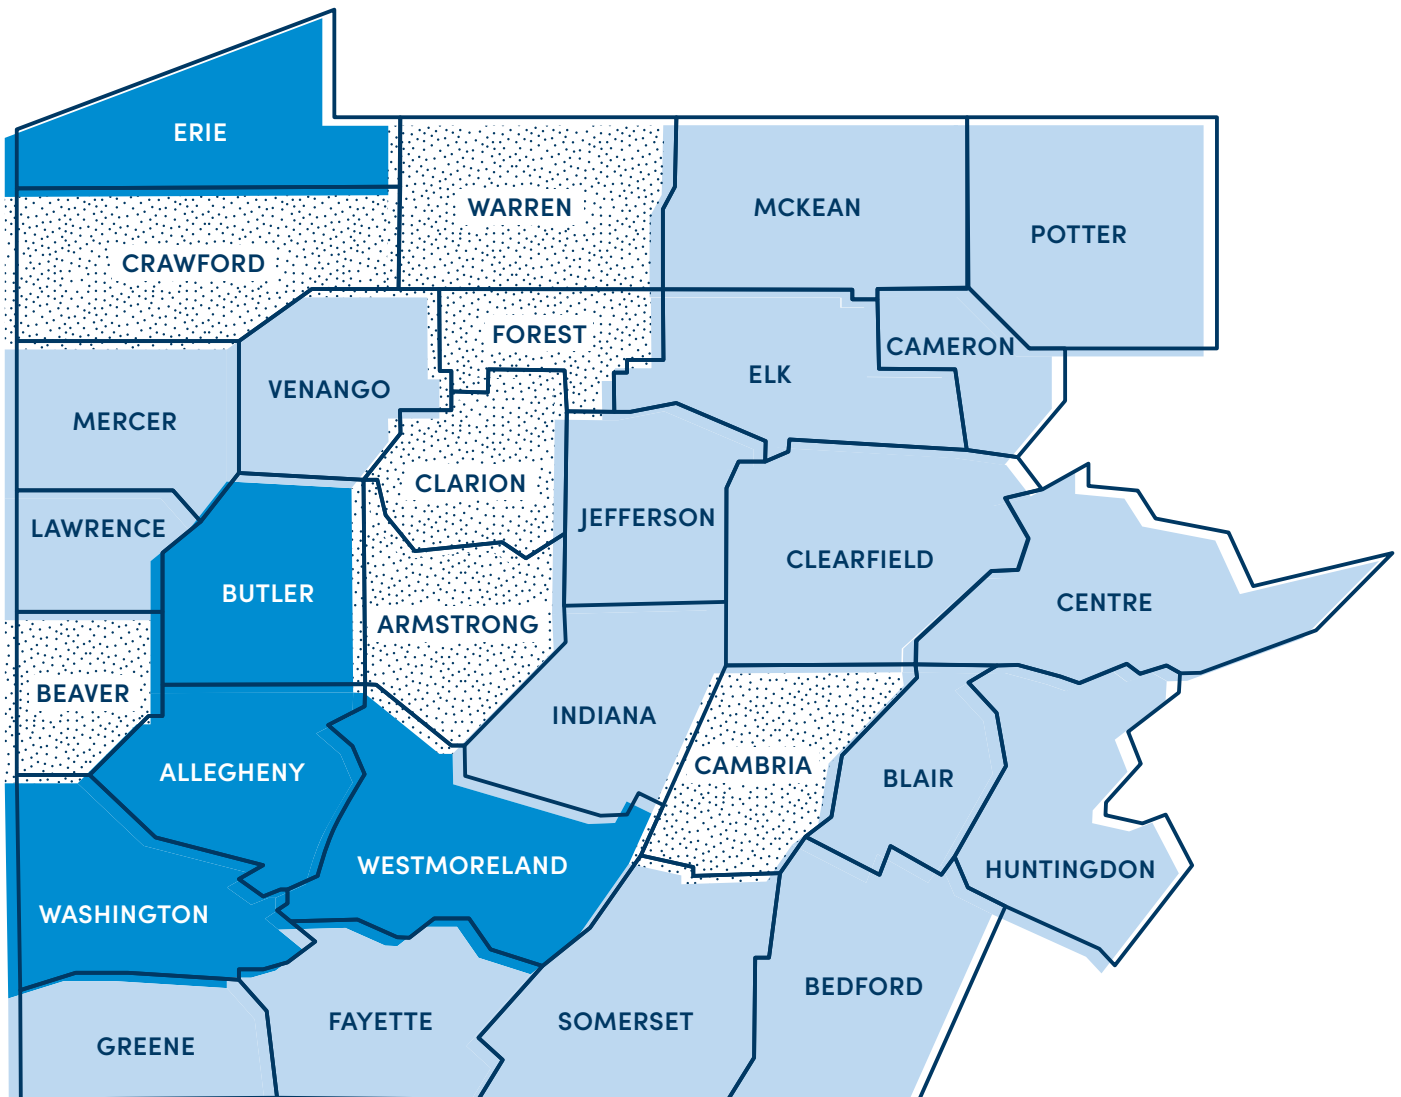 ERIE
WARREN
MCKEAN
POTTER
CRAWFORD
FOREST
CAMERON
ELK
VENANGO
MERCER
CLARION
JEFFERSON
LAWRENCE
CLEARFIELD
BUTLER
CENTRE
ARMSTRONG
BEAVER
INDIANA
CAMBRIA
ALLEGHENY
BLAIR
WESTMORELAND
HUNTINGDON
WASHINGTON
BEDFORD
FAYETTE
SOMERSET
GREENE